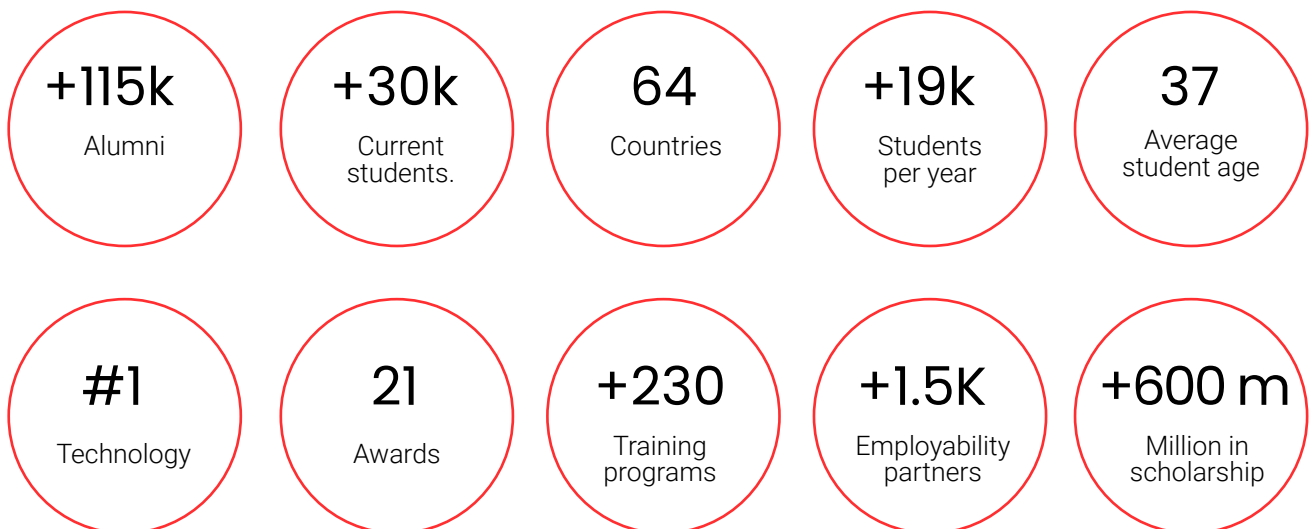 +115k
Alumni
+30k
Current
students.
64
Countries
+19k
Students
per year
37
Average
student age
#1
Technology
21
Awards
+230
Training
programs
+1.5K
Employability
partners
+600 m
Million in
scholarship